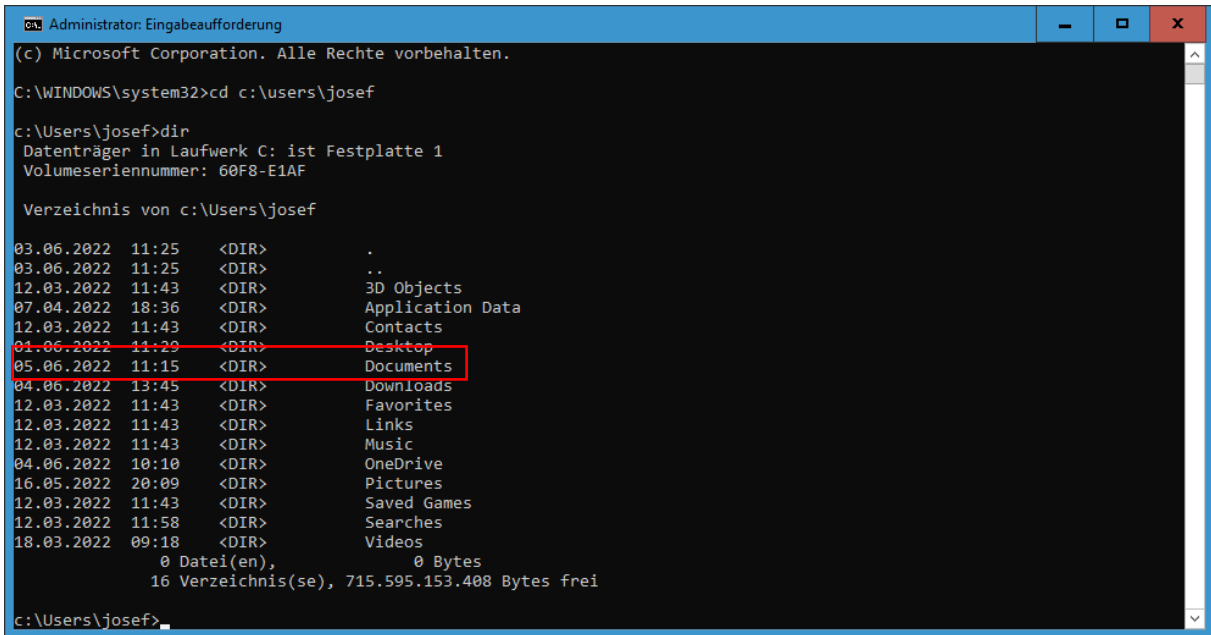 Administrator: Eingabeaufforderung
(c) Microsoft Corporation. Alle Rechte vorbehalten.
C:\WINDOWS\system32>cd c:\users\josef
c:\Users\josef>dir
Datenträger in Laufwerk C: ist Festplatte 1
Volumeseriennummer: 60F8-E1AF
Verzeichnis von c:\Users\josef
03.06.2022  11:25    <DIR>          .
03.06.2022  11:25    <DIR>          ..
12.03.2022  11:43    <DIR>          3D Objects
07.04.2022  18:36    <DIR>          Application Data
12.03.2022  11:43    <DIR>          Contacts
01.06.2022  11:29    <DIR>          Desktop
05.06.2022  11:15    <DIR>          Documents
04.06.2022  13:45    <DIR>          Downloads
12.03.2022  11:43    <DIR>          Favorites
12.03.2022  11:43    <DIR>          Links
12.03.2022  11:43    <DIR>          Music
04.06.2022  10:10    <DIR>          OneDrive
16.05.2022  20:09    <DIR>          Pictures
12.03.2022  11:43    <DIR>          Saved Games
12.03.2022  11:58    <DIR>          Searches
18.03.2022  09:18    <DIR>          Videos
0 Datei(en),              0 Bytes
16 Verzeichnis(se), 715.595.153.408 Bytes frei
c:\Users\josef>